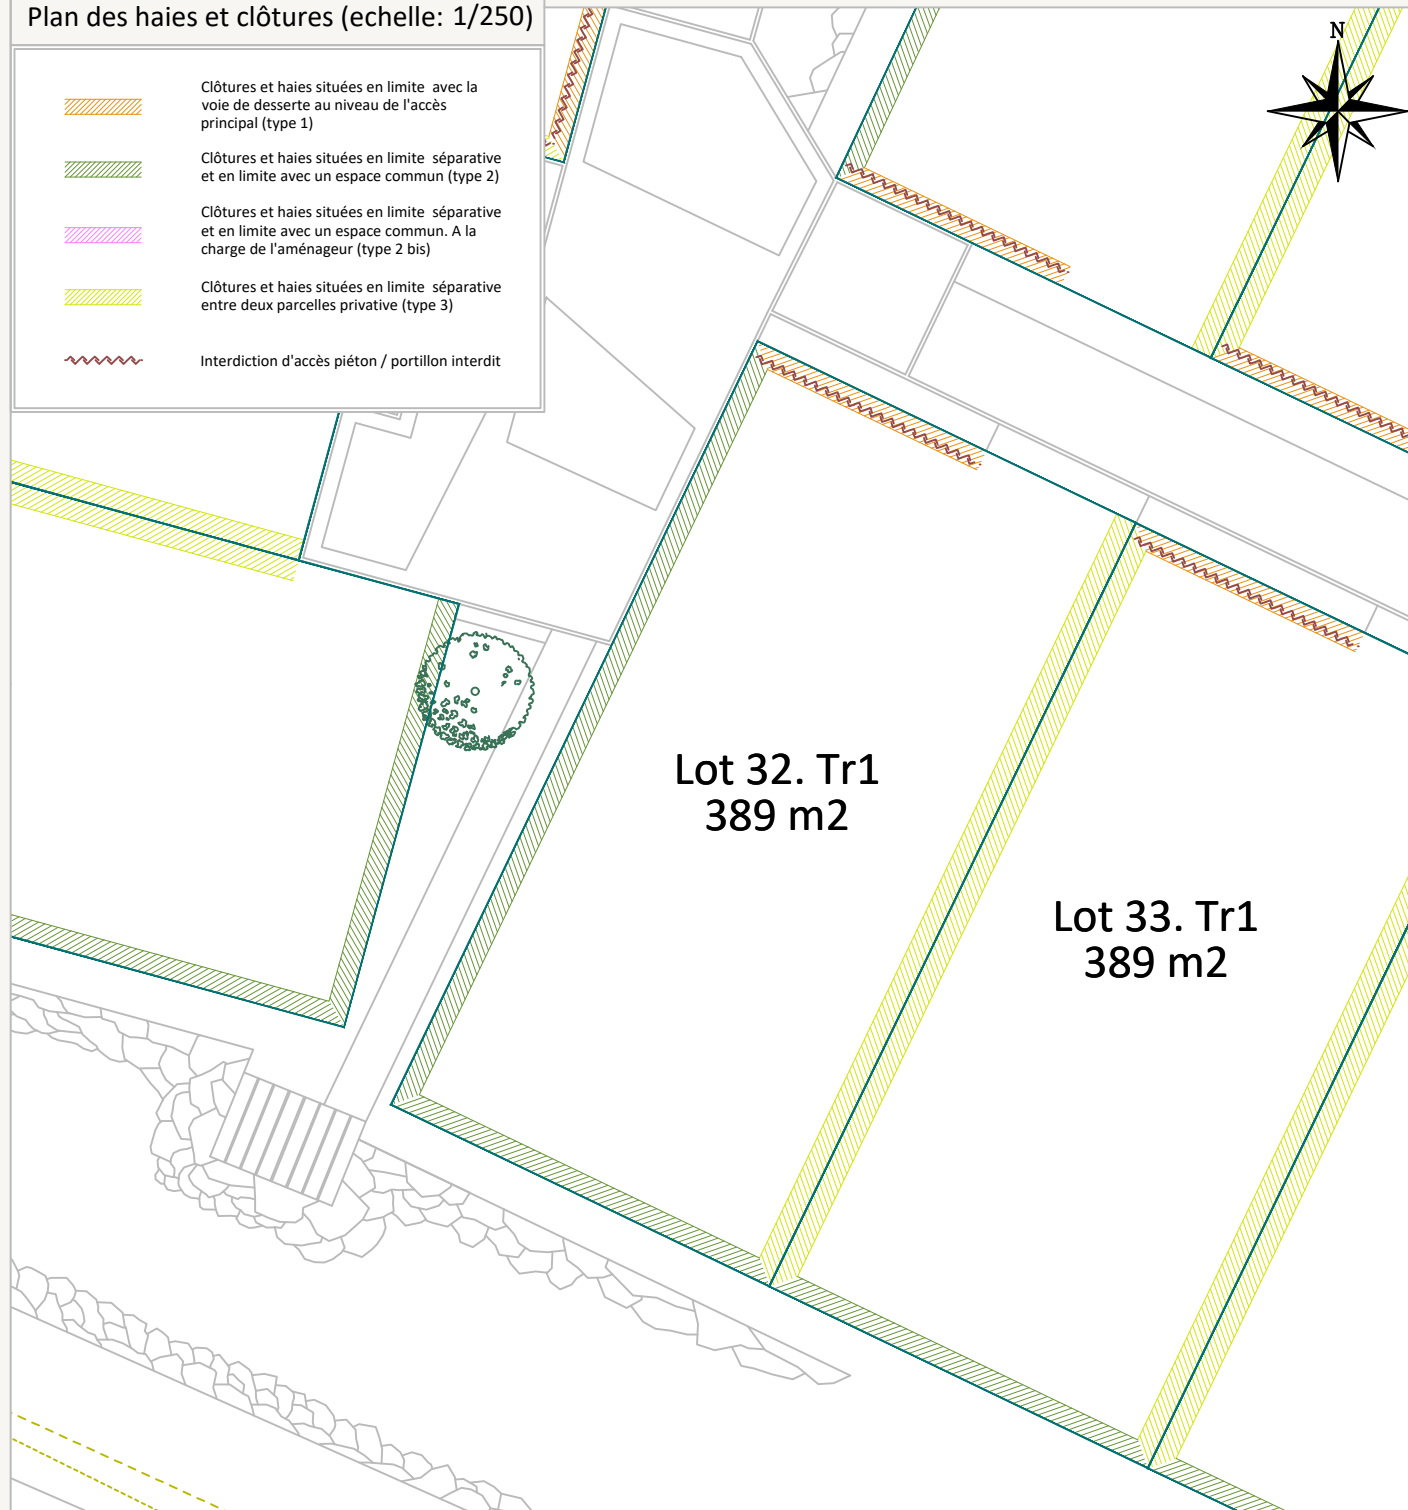 Plan des haies et clôtures (echelle: 1/250)
N
Clôtures et haies situées en limite avec la
voie de desserte au niveau de l'accès
principal (type 1)
Clôtures et haies situées en limite séparative
et en limite avec un espace commun (type 2)
Clôtures et haies situées en limite séparative
et en limite avec un espace commun. A la
charge de l'aménageur (type 2 bis)
Clôtures et haies situées en limite séparative
entre deux parcelles privative (type 3)
Interdiction d'accès piéton / portillon interdit
Lot 32. Tr1
389 m2
Lot 33. Tr1
389 m2